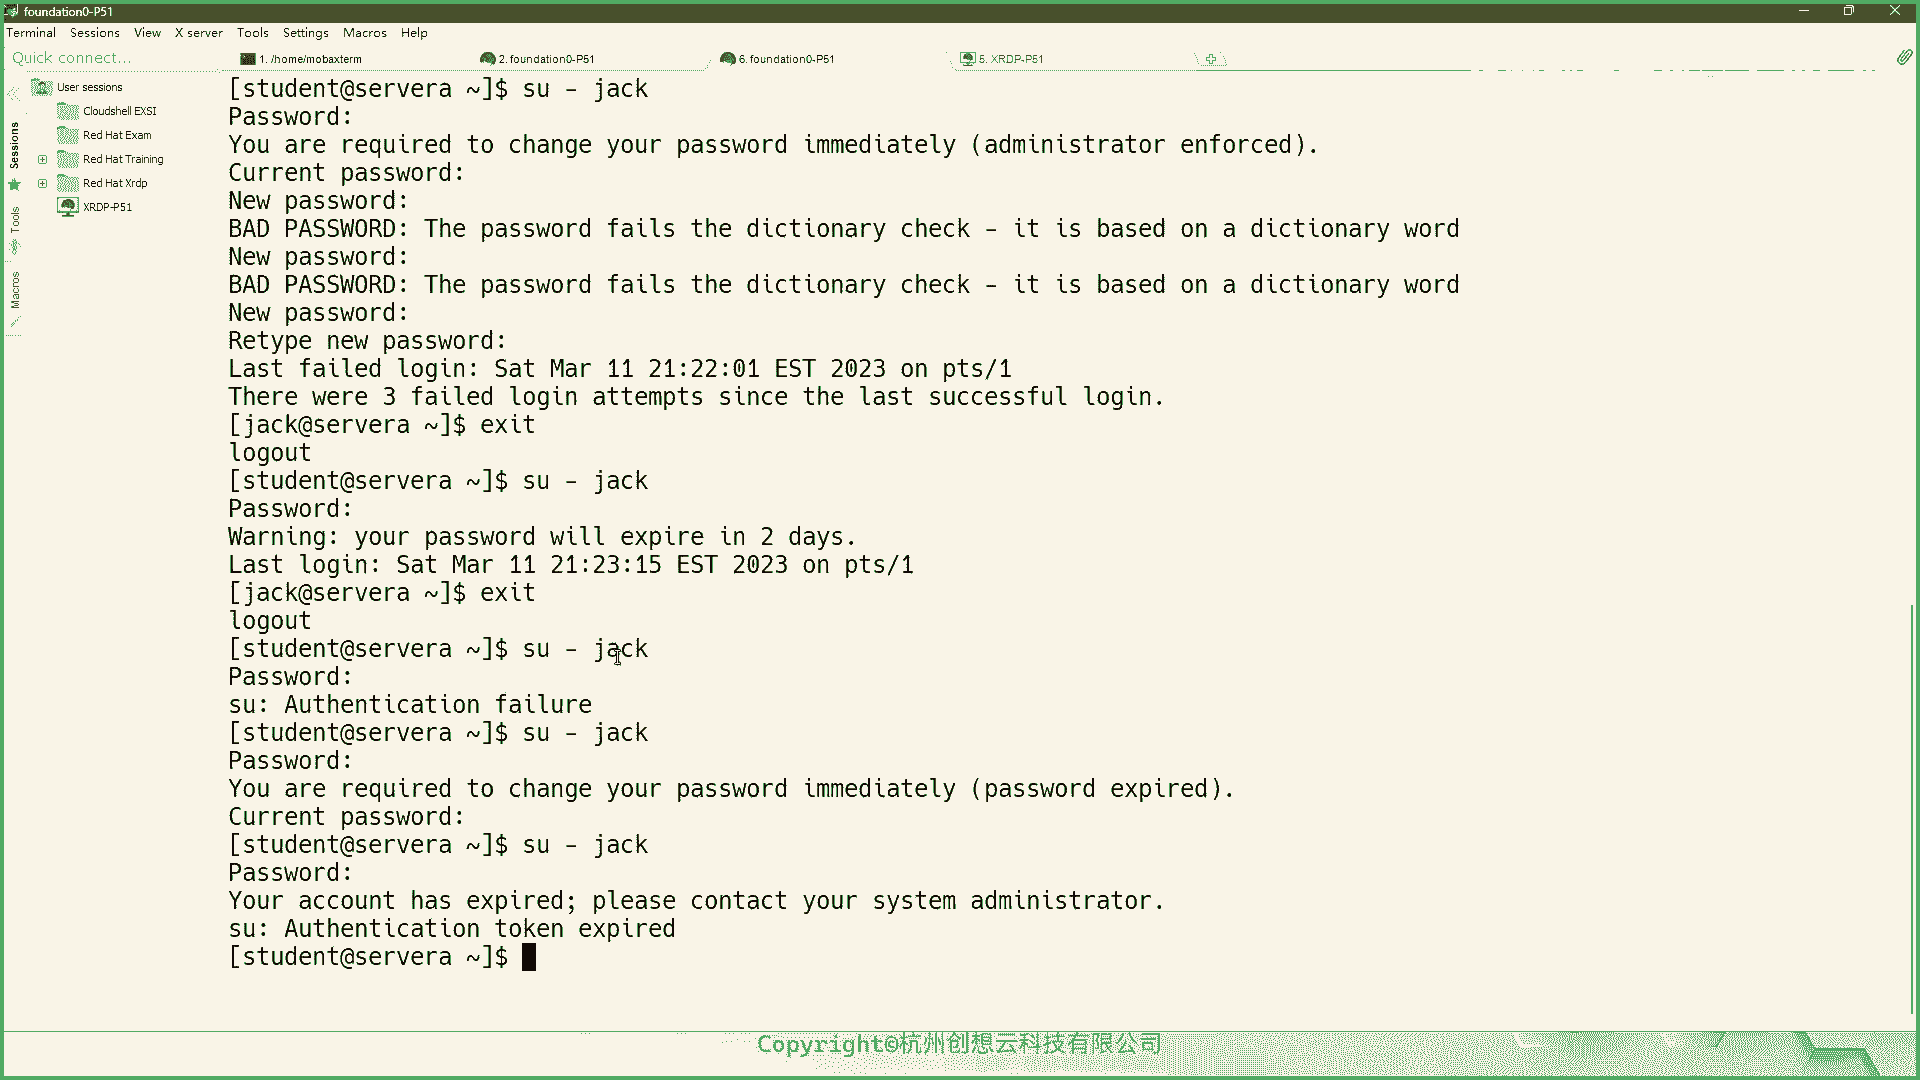 foundation0-P51
Terminal Sessions View X server Tools Settings Macros Help
Quick connect... 1. /home/mobaxterm 2. foundation0-P51 6. foundation0-P51 5. XRDP-P51
User sessions
Cloudshell EXSI
Red Hat Exam
Red Hat Training
Red Hat Xrdp
XRDP-P51
Sessions
Tools
Macros
[student@servera ~]$ su - jack
Password:
You are required to change your password immediately (administrator enforced).
Current password:
New password:
BAD PASSWORD: The password fails the dictionary check - it is based on a dictionary word
New password:
BAD PASSWORD: The password fails the dictionary check - it is based on a dictionary word
New password:
Retype new password:
Last failed login: Sat Mar 11 21:22:01 EST 2023 on pts/1
There were 3 failed login attempts since the last successful login.
[jack@servera ~]$ exit
logout
[student@servera ~]$ su - jack
Password:
Warning: your password will expire in 2 days.
Last login: Sat Mar 11 21:23:15 EST 2023 on pts/1
[jack@servera ~]$ exit
logout
[student@servera ~]$ su - jack
Password:
su: Authentication failure
[student@servera ~]$ su - jack
Password:
You are required to change your password immediately (password expired).
Current password:
[student@servera ~]$ su - jack
Password:
Your account has expired; please contact your system administrator.
su: Authentication token expired
[student@servera ~]$
Copyright©杭州创想云科技有限公司